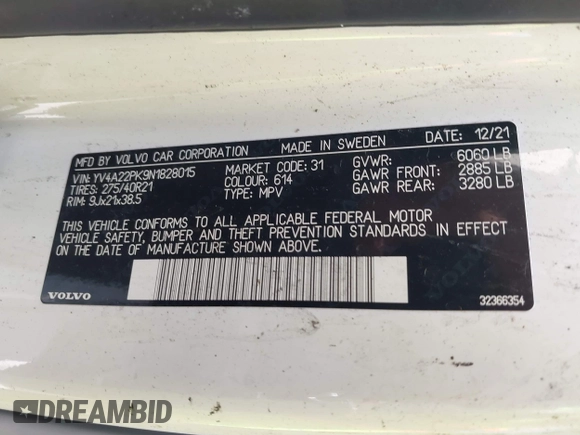 MFD BY VOLVO CAR CORPORATION MADE IN SWEDEN DATE: 12/21
VIN: YV4A22PK9N1828015 MARKET CODE: 31 GVWR: 6060 LB
TIRES: 275/40R21 COLOUR: 614 GAWR FRONT: 2885 LB
RIM: 9Jx21x38.5 TYPE: MPV GAWR REAR: 3280 LB
THIS VEHICLE CONFORMS TO ALL APPLICABLE FEDERAL MOTOR
VEHICLE SAFETY, BUMPER AND THEFT PREVENTION STANDARDS IN EFFECT
ON THE DATE OF MANUFACTURE SHOWN ABOVE.
VOLVO 32366354
DREAMBID